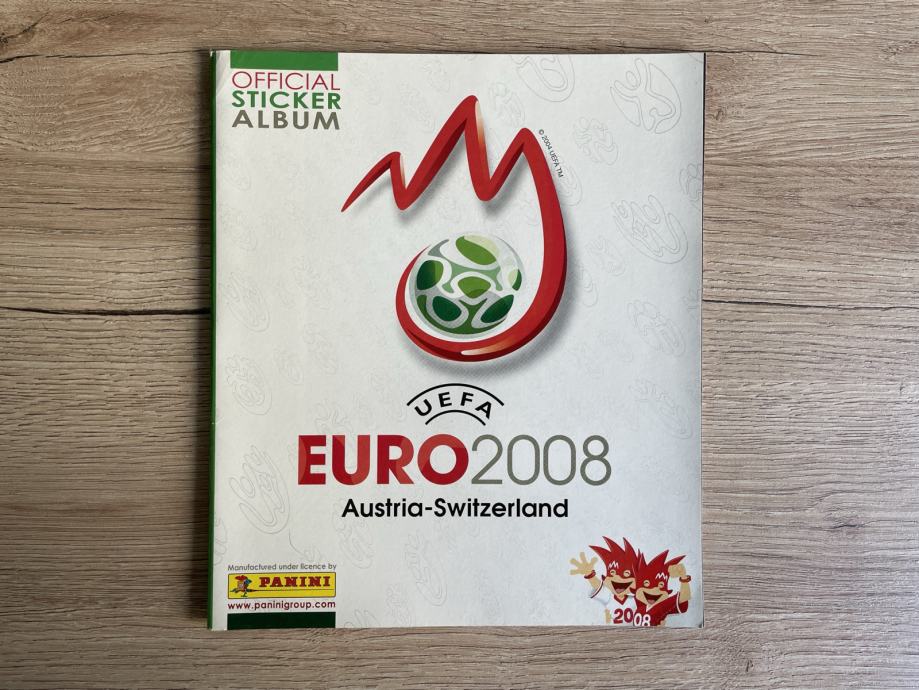 OFFICIAL
STICKER
ALBUM
© 2004 UEFA TM
UEFA
EURO2008
Austria-Switzerland
Manufactured under licence by
PANINI
www.paninigroup.com
2008